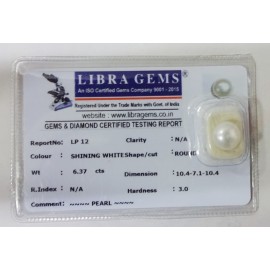 LIBRA GEMS
An ISO Certified Gems Company 9001 - 2015
Registered Under the Trade Marks with Govt. of India
website : www.libragems.co.in
GEMS & DIAMOND CERTIFIED TESTING REPORT
ReportNo: LP 12 Clarity : N/A
Colour : SHINING WHITE Shape/cut : ROUND
Wt : 6.37 cts Dimension : 10.4-7.1-10.4
R.Index : N/A Hardness : 3.0
Comment : ~~~~ PEARL ~~~~